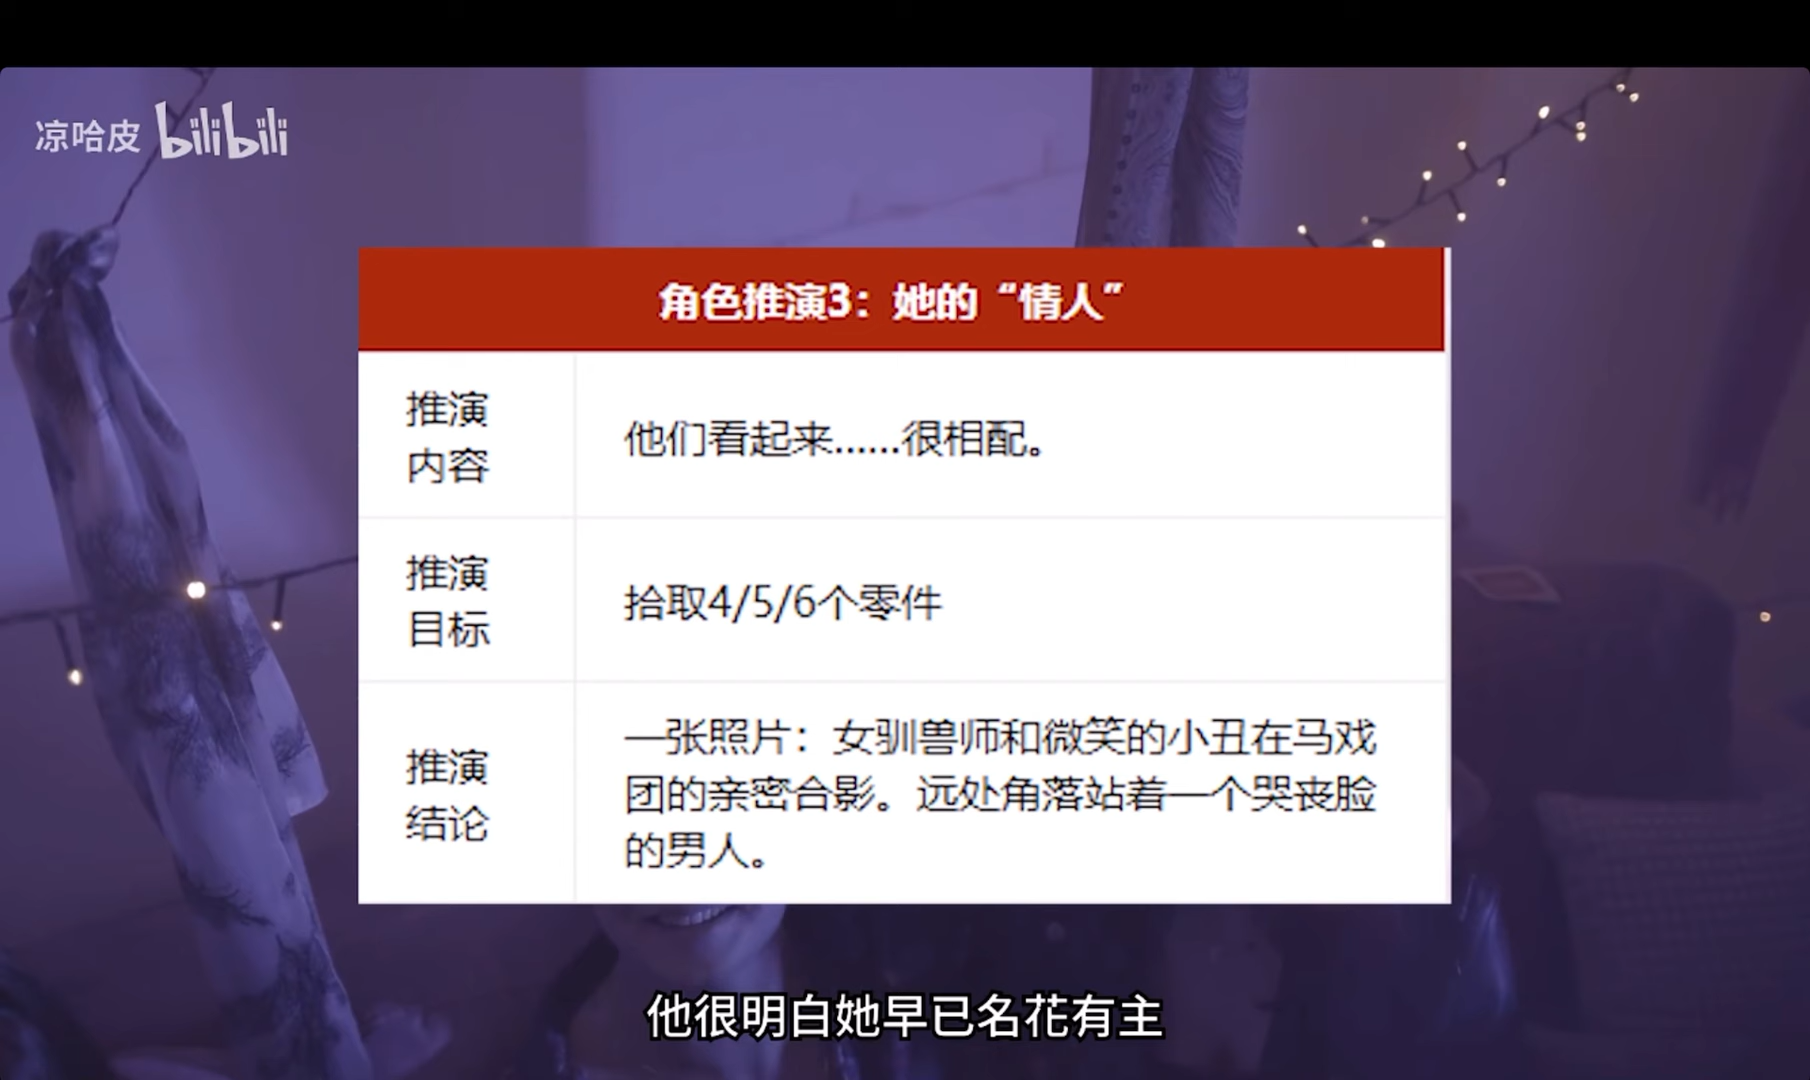 凉哈皮 bilibili
角色推演3：她的“情人”
推演
内容
他们看起来……很相配。
推演
目标
拾取4/5/6个零件
推演
结论
一张照片：女驯兽师和微笑的小丑在马戏
团的亲密合影。远处角落站着一个哭丧脸
的男人。
他很明白她早已名花有主